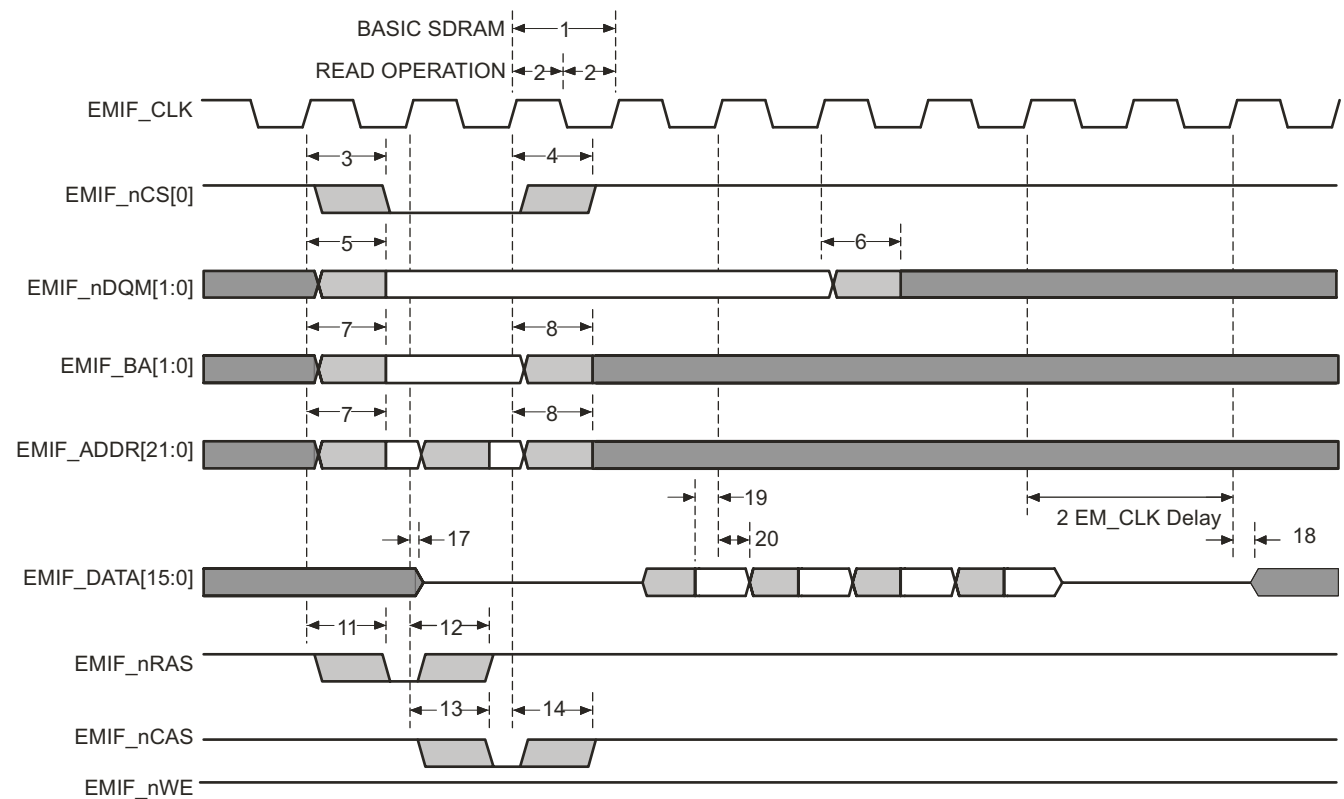 BASIC SDRAM 1
READ OPERATION 2 2
EMIF_CLK
3 4
EMIF_nCS[0]
5 6
EMIF_nDQM[1:0]
7 8
EMIF_BA[1:0]
7 8
EMIF_ADDR[21:0]
19
2 EM_CLK Delay
17 20 18
EMIF_DATA[15:0]
11 12
EMIF_nRAS
13 14
EMIF_nCAS
EMIF_nWE